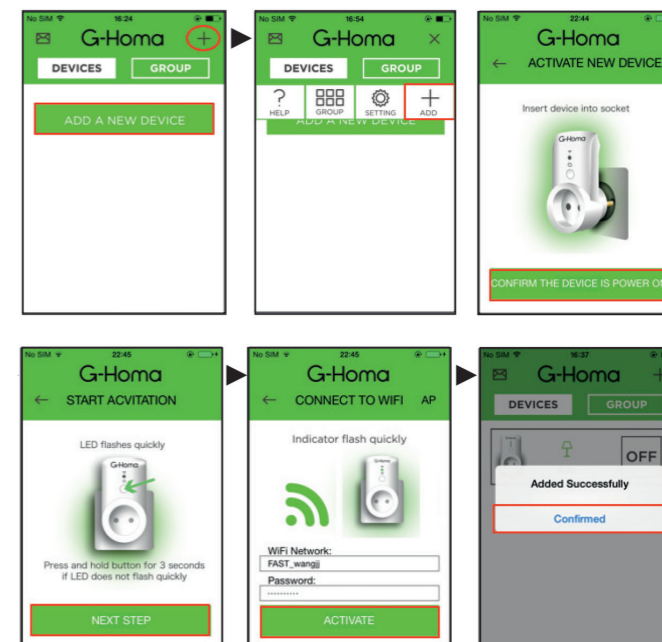 No SIM 16:24
G-Homa
DEVICES GROUP
ADD A NEW DEVICE
No SIM 16:54
G-Homa
DEVICES GROUP
? HELP GROUP SETTING ADD
ADD A NEW DEVICE
No SIM 22:44
G-Homa
ACTIVATE NEW DEVICE
Insert device into socket
G-Homa
CONFIRM THE DEVICE IS POWER ON
No SIM 22:45
G-Homa
START ACVITATION
LED flashes quickly
G-Homa
Press and hold button for 3 seconds
if LED does not flash quickly
NEXT STEP
No SIM 22:45
G-Homa
CONNECT TO WIFI AP
Indicator flash quickly
G-Homa
WiFi Network:
FAST_wangjj
Password:
··········
ACTIVATE
No SIM 16:37
G-Homa
DEVICES GROUP
OFF
Added Successfully
Confirmed